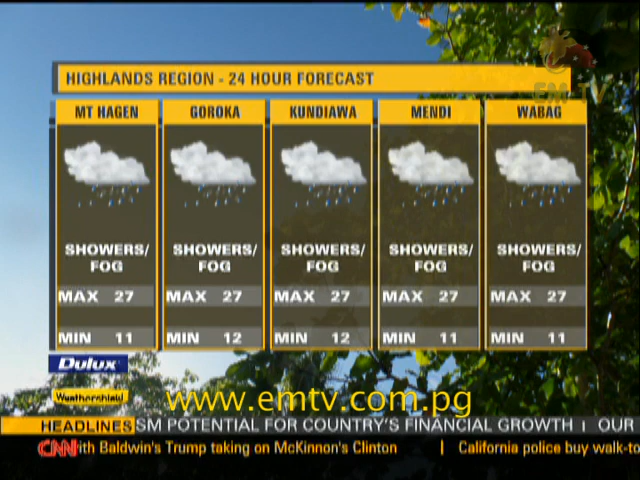 HIGHLANDS REGION - 24 HOUR FORECAST
EM TV
MT HAGEN GOROKA KUNDIAWA MENDI WABAG
SHOWERS/ SHOWERS/ SHOWERS/ SHOWERS/ SHOWERS/
FOG FOG FOG FOG FOG
MAX 27 MAX 27 MAX 27 MAX 27 MAX 27
MIN 11 MIN 12 MIN 12 MIN 11 MIN 11
Dulux
Weathershield
www.emtv.com.pg
HEADLINES SM POTENTIAL FOR COUNTRY'S FINANCIAL GROWTH | OUR
CNN ith Baldwin's Trump taking on McKinnon's Clinton | California police buy walk-to